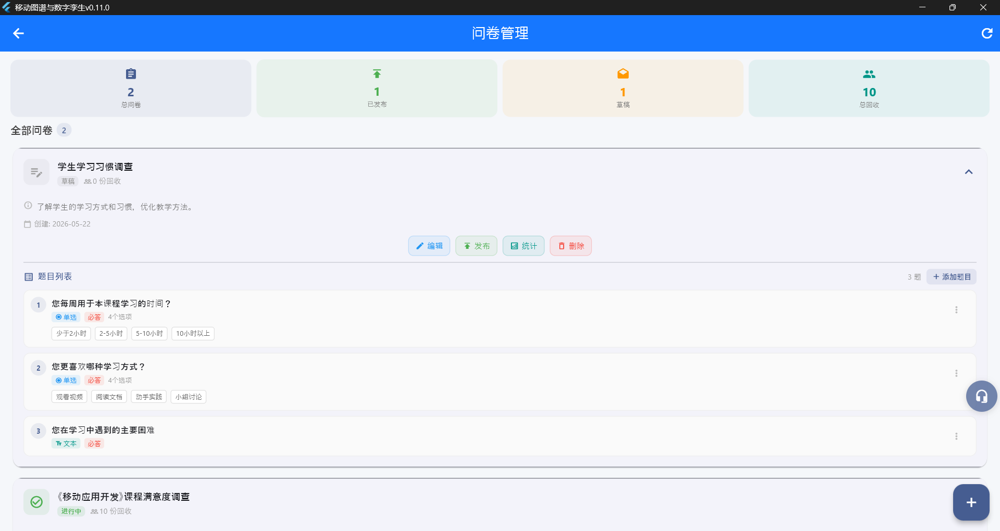 移动图谱与数字孪生v0.11.0
问卷管理
2
总问卷
1
已发布
1
草稿
10
总回收
全部问卷 2
学生学习习惯调查
草稿 0 份回收
了解学生的学习方式和习惯，优化教学方法。
创建: 2026-05-22
编辑 发布 统计 删除
题目列表 3 题 + 添加题目
1 您每周用于本课程学习的时间？
单选 必答 4个选项
少于2小时 2-5小时 5-10小时 10小时以上
2 您更喜欢哪种学习方式？
单选 必答 4个选项
观看视频 阅读文档 动手实践 小组讨论
3 您在学习中遇到的主要困难
Tr 文本 必答
《移动应用开发》课程满意度调查
进行中 10 份回收